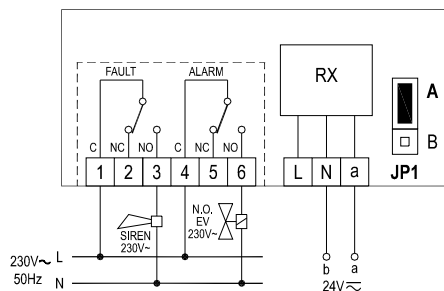 FAULT ALARM RX A
B
C NC NO C NC NO
1 2 3 4 5 6 L N a JP1
SIREN
230V~
N.O.
EV
230V~
230V~ L
50Hz N
b a
24V